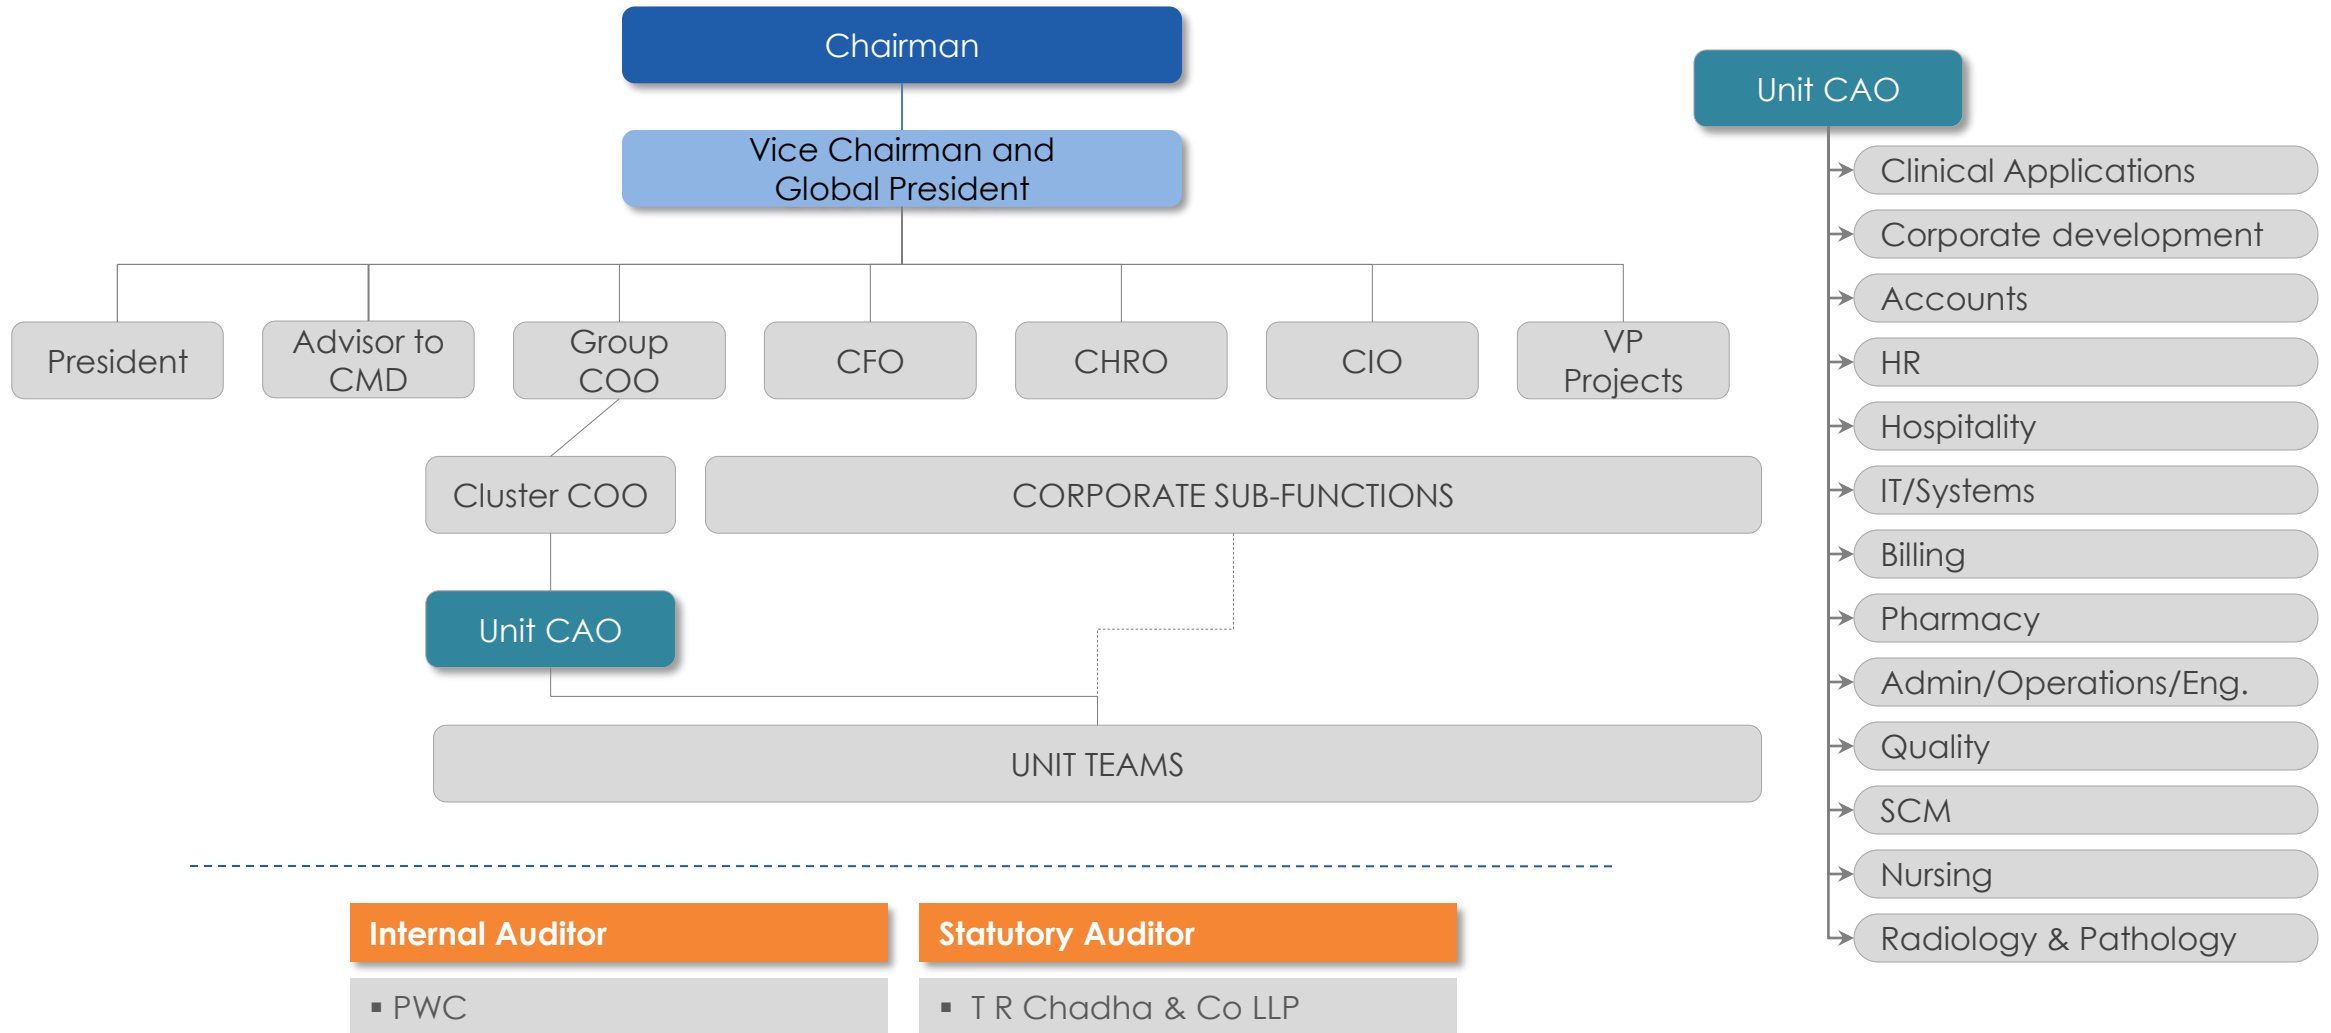 Chairman
Vice Chairman and
Global President
President
Advisor to
CMD
Group
COO
CFO
CHRO
CIO
VP
Projects
Cluster COO
CORPORATE SUB-FUNCTIONS
Unit CAO
UNIT TEAMS
Internal Auditor
▪ PWC
Statutory Auditor
▪ T R Chadha & Co LLP
Unit CAO
Clinical Applications
Corporate development
Accounts
HR
Hospitality
IT/Systems
Billing
Pharmacy
Admin/Operations/Eng.
Quality
SCM
Nursing
Radiology & Pathology